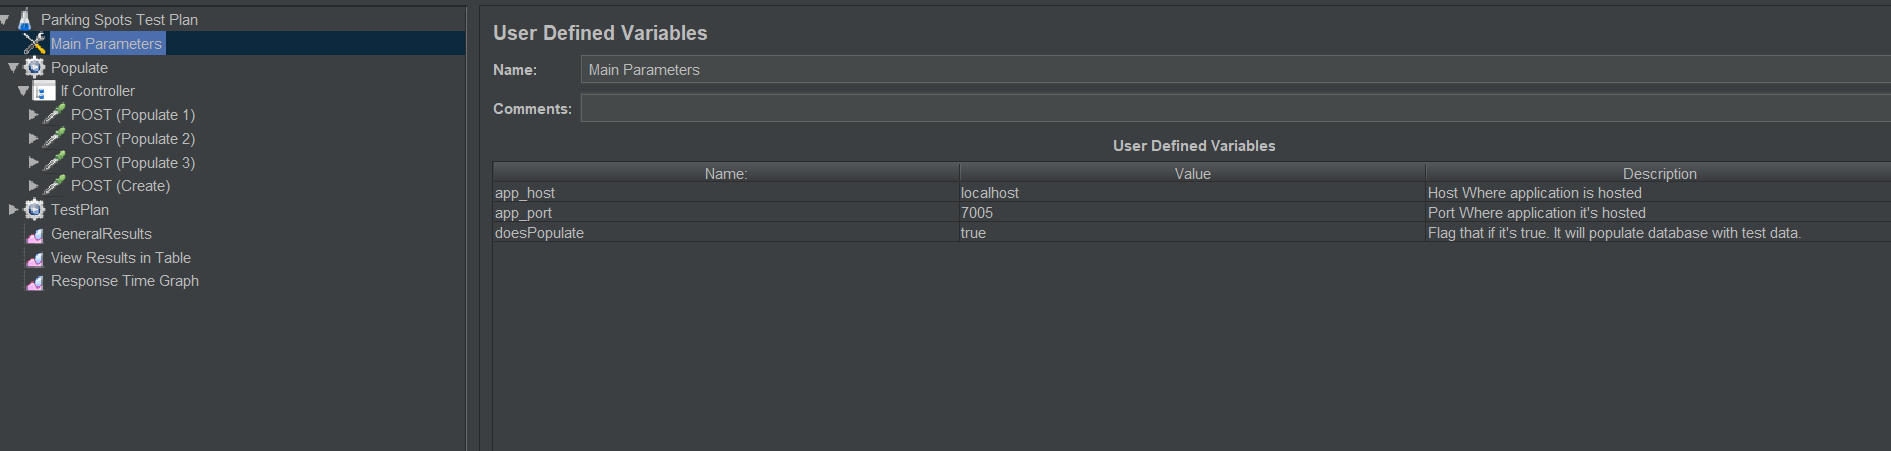 Parking Spots Test Plan
Main Parameters
Populate
If Controller
POST (Populate 1)
POST (Populate 2)
POST (Populate 3)
POST (Create)
TestPlan
GeneralResults
View Results in Table
Response Time Graph
User Defined Variables
Name: Main Parameters
Comments:
User Defined Variables
Name: Value Description
app_host localhost Host Where application is hosted
app_port 7005 Port Where application it's hosted
doesPopulate true Flag that if it's true. It will populate database with test data.